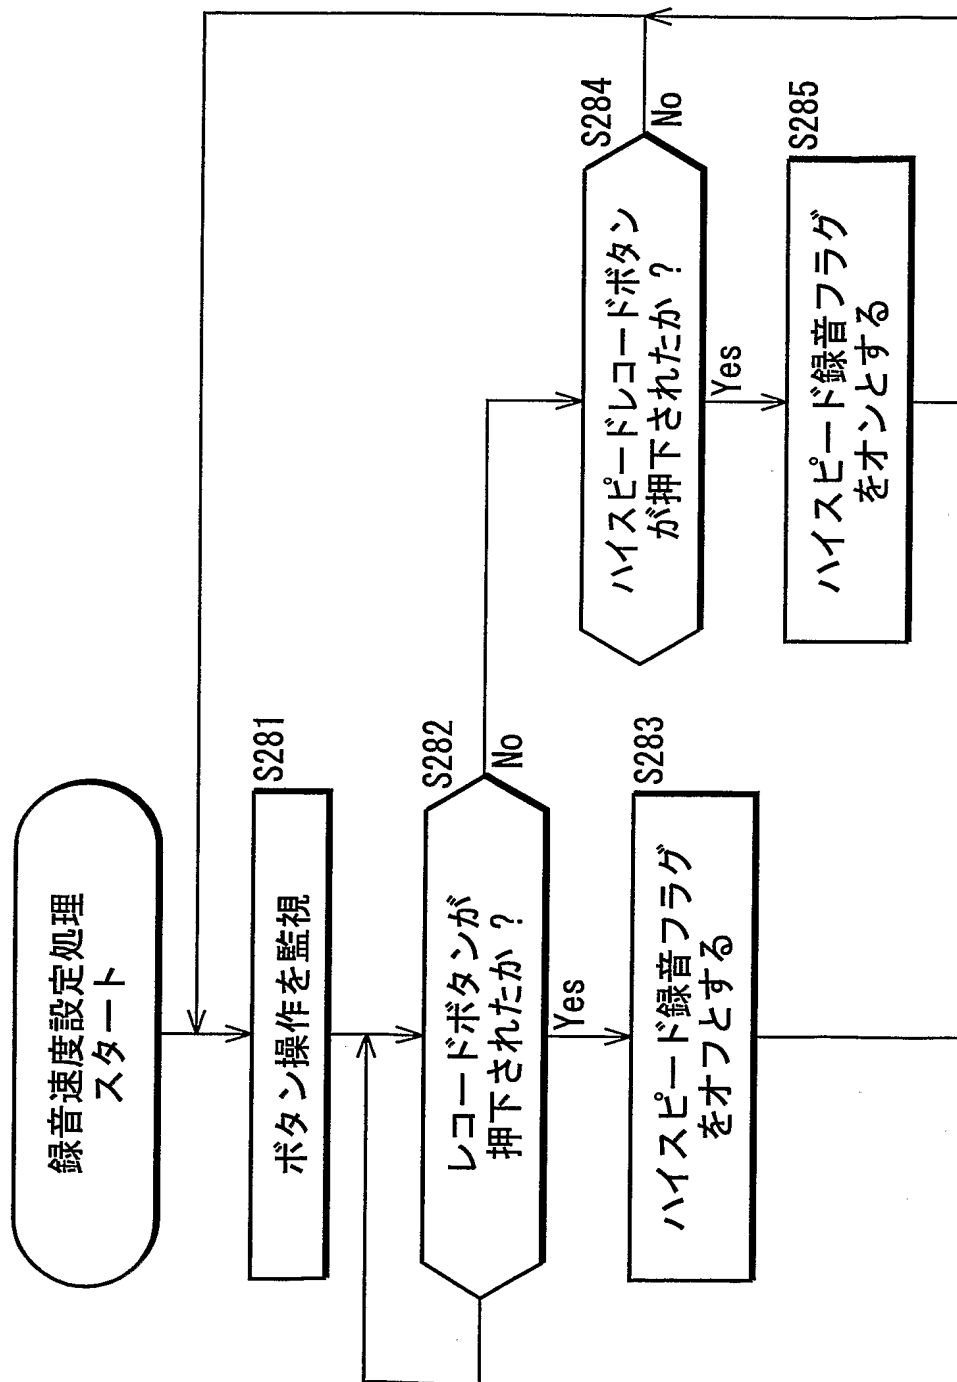 録音速度設定処理
スタート
S281
ボタン操作を監視
S282
レコードボタンが
押下されたか ?
No
Yes
S283
ハイスピード録音フラグ
をオフとする
S284
ハイスピードレコードボタン
が押下されたか ?
No
Yes
S285
ハイスピード録音フラグ
をオンとする